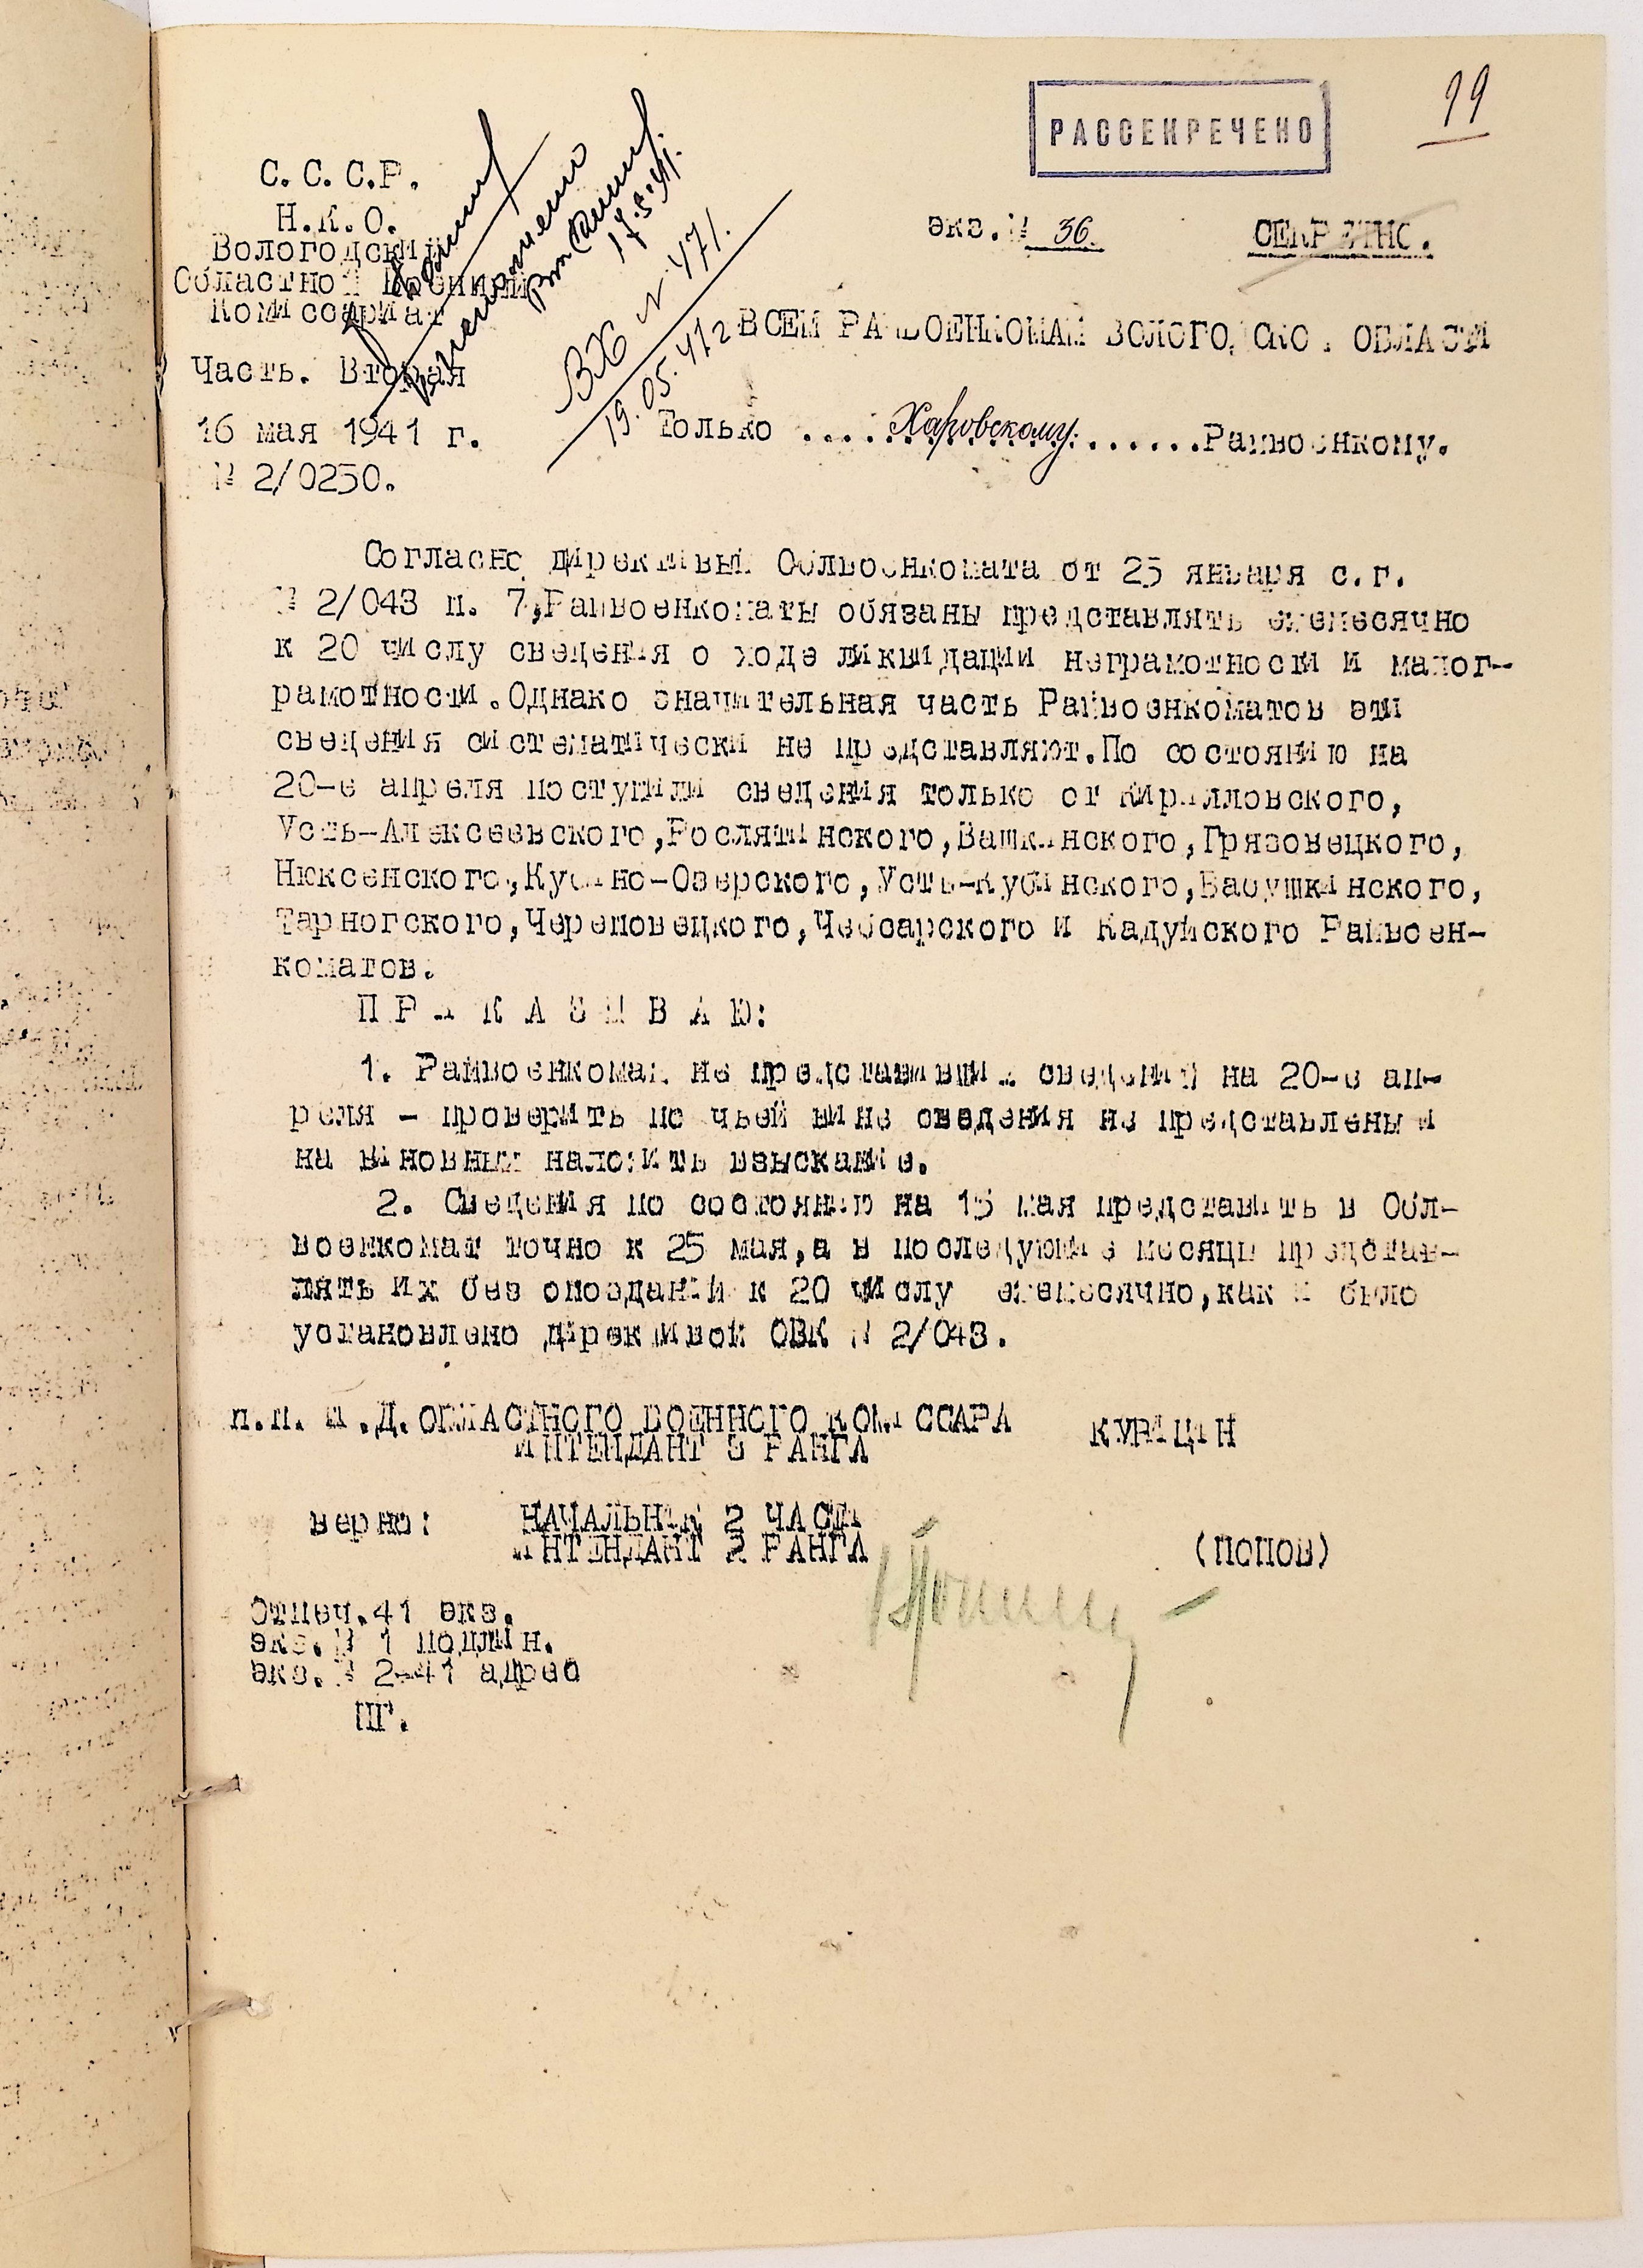 99
РАССЕКРЕЧЕНО
С.С.С.Р.
Н.К.О.
Вологодский
Областной Военный
Комиссариат
Часть. Вторая
16 мая 1941 г.
№ 2/0250.
ВХ № 471.
19.05.41г
экз.№ 36.
СЕКРЕТНО.
ВСЕМ РАЙВОЕНКОМАМ ВОЛОГОДСКОЙ ОБЛАСТИ
Только ....Харовскому.......Райвоенкому.
Согласно директивы Облвоенкомата от 25 января с.г.
№ 2/043 п. 7,Райвоенкоматы обязаны представлять ежемесячно
к 20 числу сведения о ходе ликвидации неграмотности и малог-
рамотности.Однако значительная часть Райвоенкоматов эти
сведения систематически не представляют.По состоянию на
20-е апреля поступили сведения только от Кирилловского,
Усть-Алексеевского,Рослятинского,Вашкинского,Грязовецкого,
Нюксенского,Кубино-Озерского,Усть-Кубинского,Бабушкинского,
Тарногского,Череповецкого,Чебсарского и Кадуйского Райвоен-
коматов.
П Р И К А З Ы В А Ю:
1. Райвоенкомам не представившим сведений на 20-е ап-
реля - проверить по чьей вине сведения не представлены и
на виновных наложить взыскание.
2. Сведения по состоянию на 15 мая представить в Обл-
военкомат точно к 25 мая,а в последующие месяцы представ-
лять их без опозданий к 20 числу ежемесячно,как и было
установлено директивой ОВК № 2/043.
п.п. И.Д.ОБЛАСТНОГО ВОЕННОГО КОМИССАРА
ИНТЕНДАНТ 3 РАНГА
КУРИЦИН
верно:
НАЧАЛЬНИК 2 ЧАСТИ
ИНТЕНДАНТ 2 РАНГА
(ПОПОВ)
Отпеч.41 экз.
экз.№ 1 подлин.
экз.№ 2-41 адрес
ПГ.